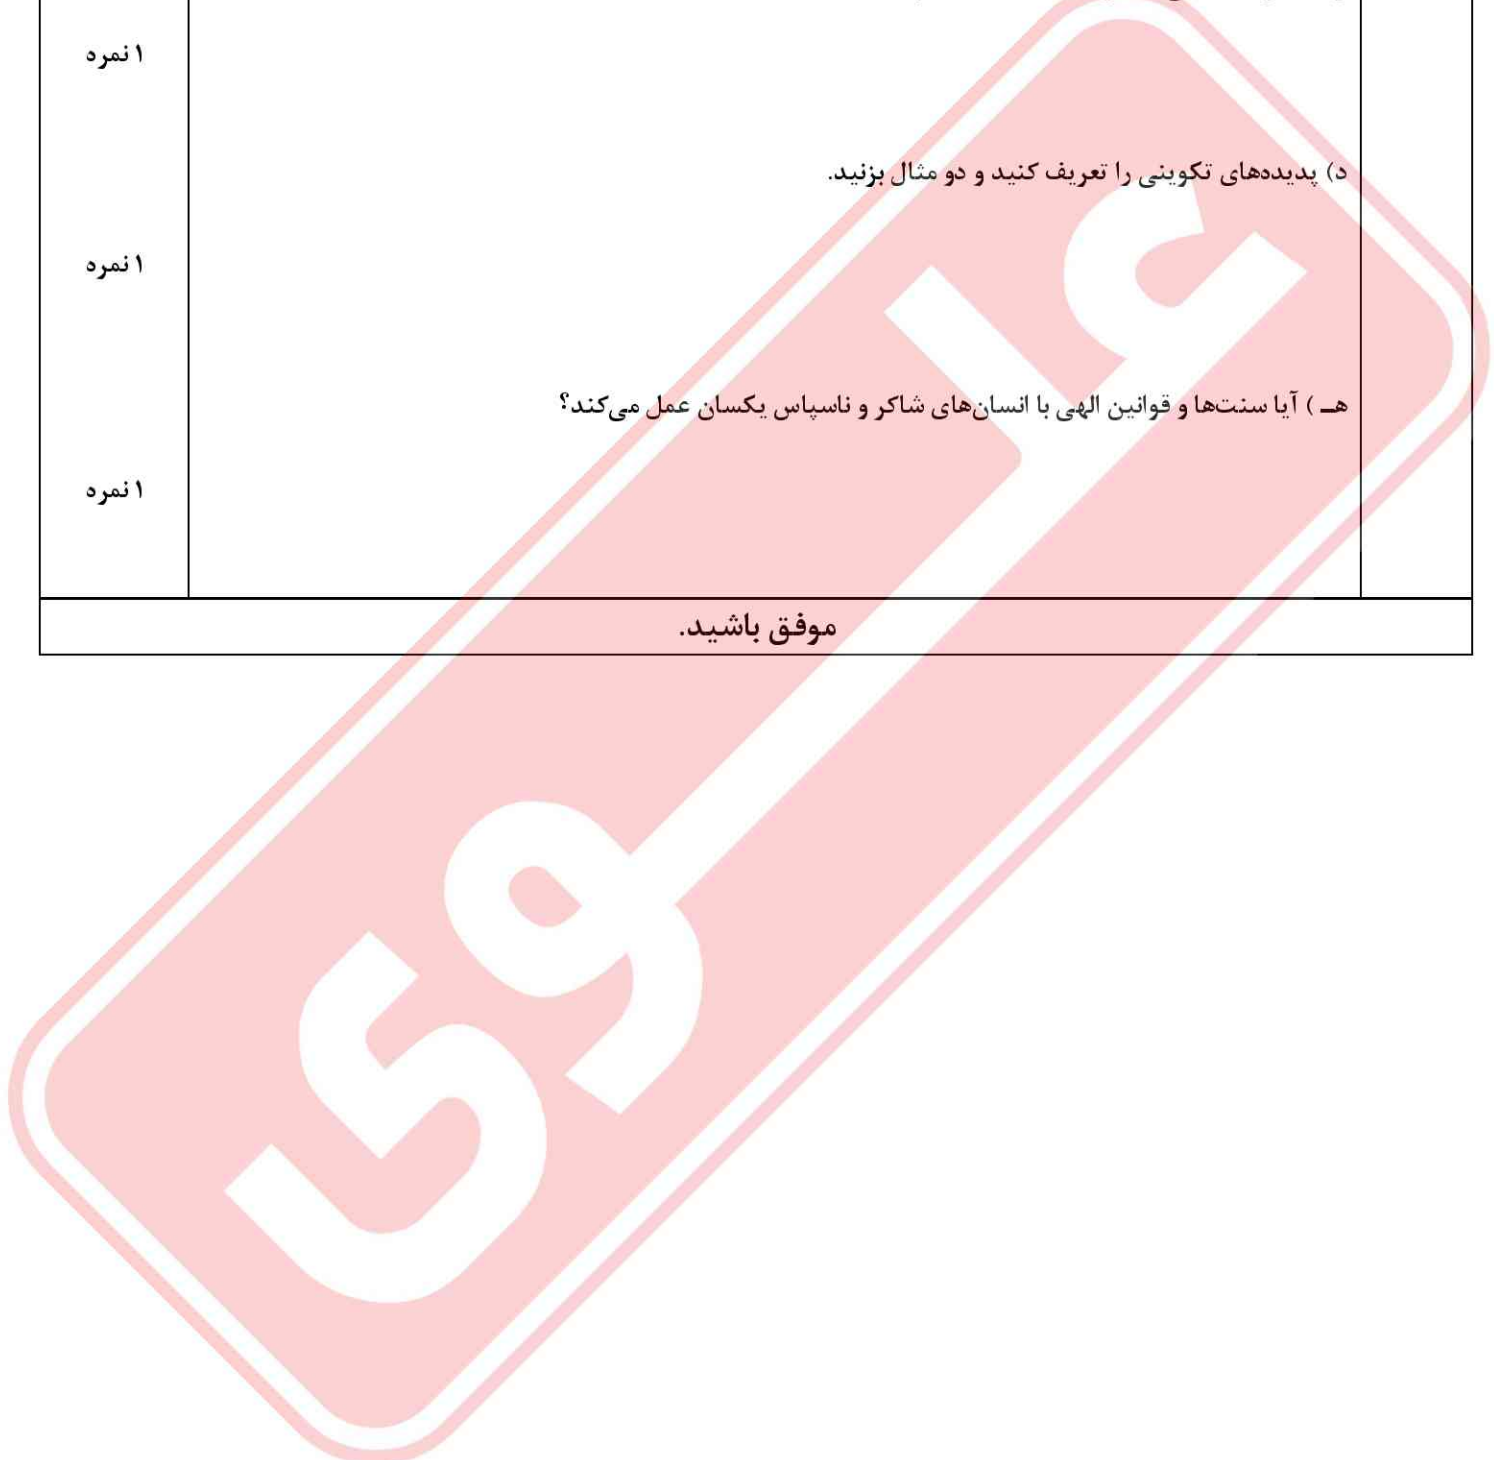 ۱ نمره
د) پدیده‌های تکوینی را تعریف کنید و دو مثال بزنید.
۱ نمره
هـ ) آیا سنت‌ها و قوانین الهی با انسان‌های شاکر و ناسپاس یکسان عمل می‌کند؟
۱ نمره
موفق باشید.
علوی